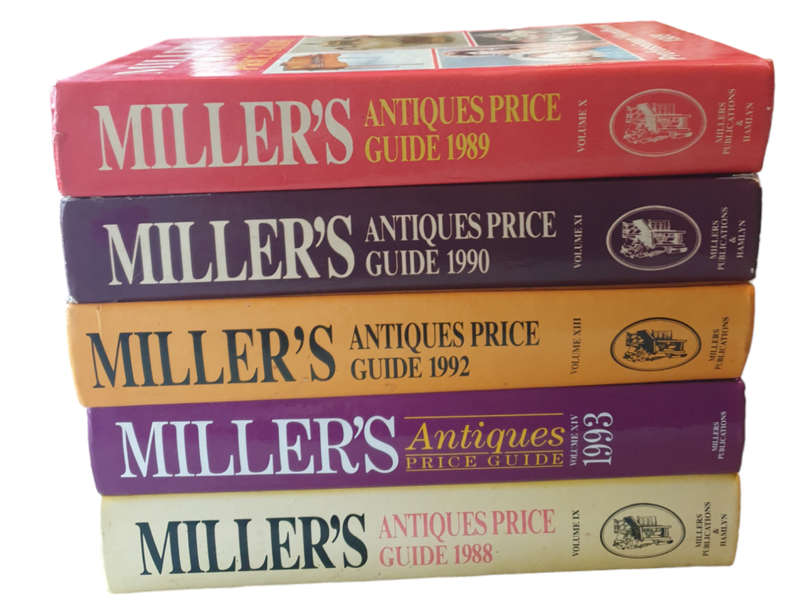 MILLER'S
ANTIQUES PRICE
GUIDE 1989
VOLUME X
MILLERS
PUBLICATIONS
&
HAMLYN
MILLER'S
ANTIQUES PRICE
GUIDE 1990
VOLUME XI
MILLERS
PUBLICATIONS
&
HAMLYN
MILLER'S
ANTIQUES PRICE
GUIDE 1992
VOLUME XIII
MILLERS
PUBLICATIONS
MILLER'S
Antiques
PRICE GUIDE
VOLUME XIV
1993
MILLERS
PUBLICATIONS
MILLER'S
ANTIQUES PRICE
GUIDE 1988
VOLUME IX
MILLERS
PUBLICATIONS
&
HAMLYN